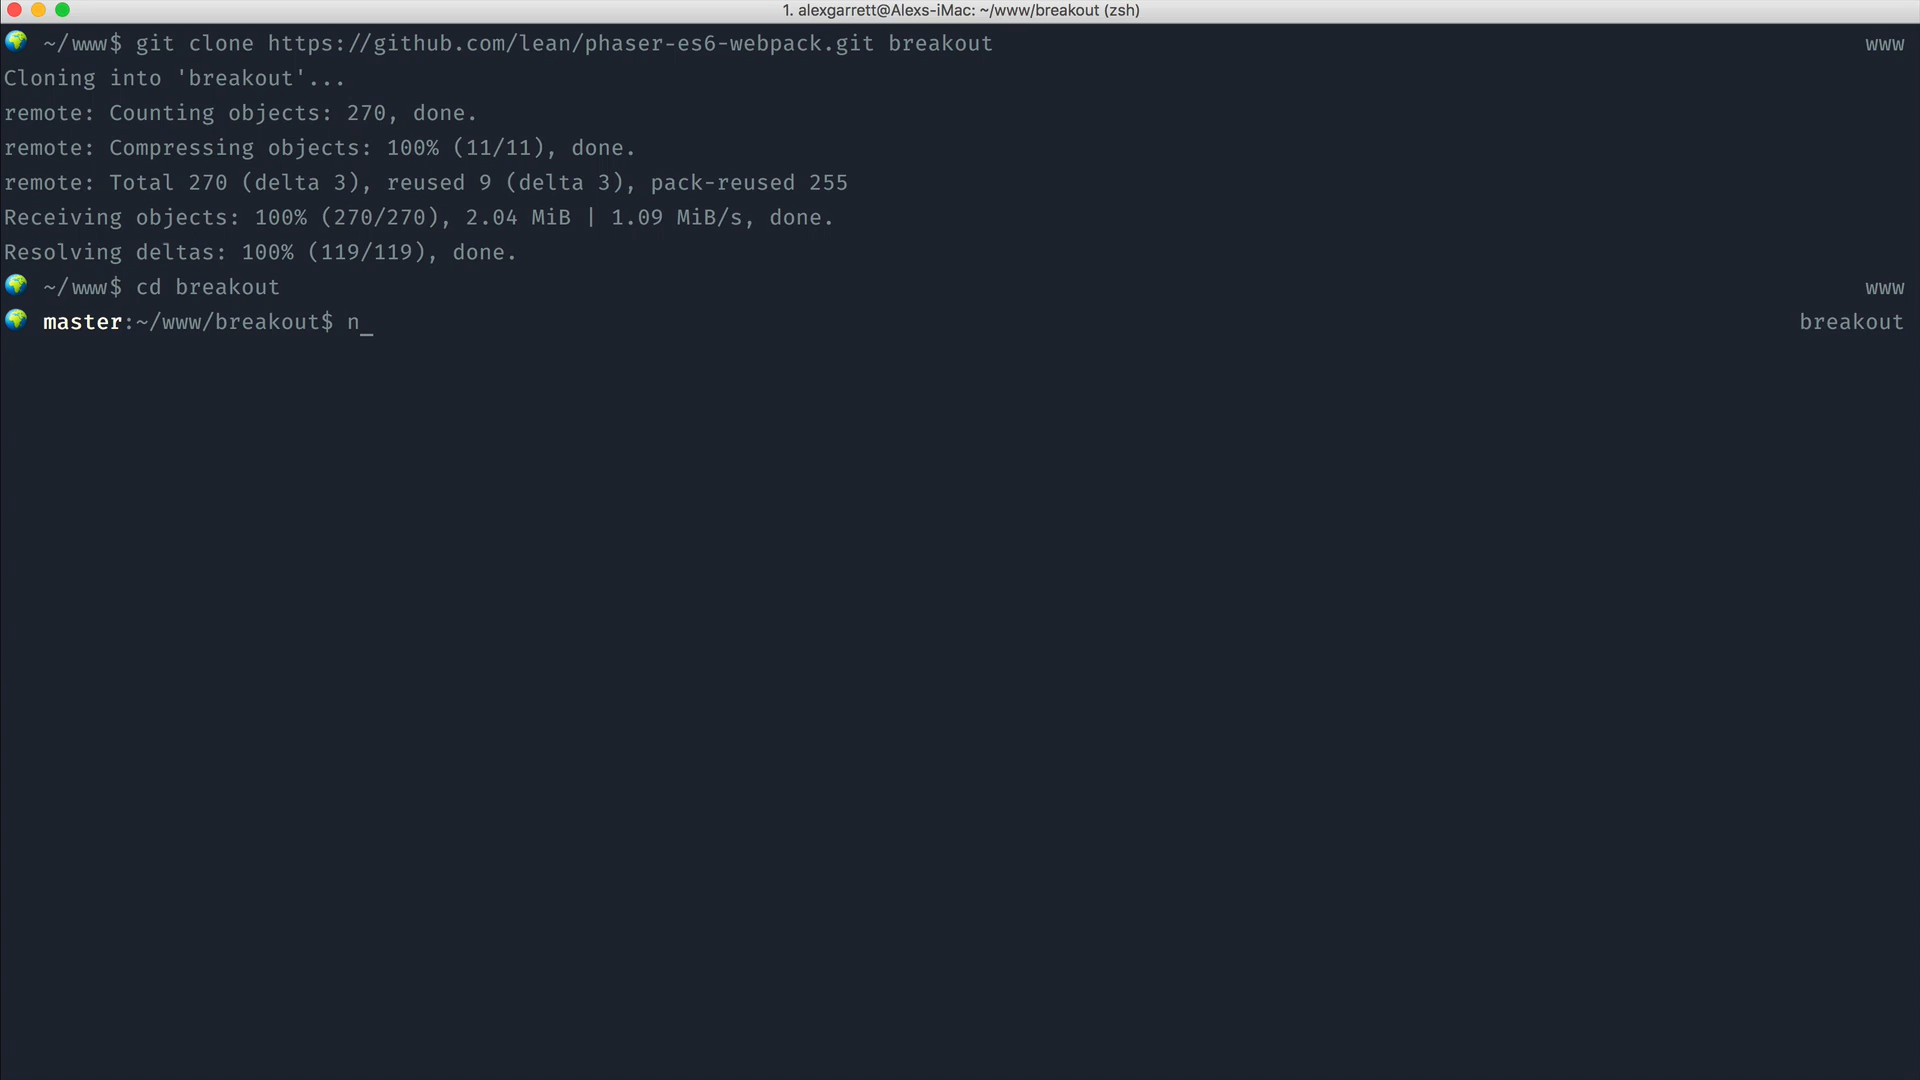 1. alexgarrett@Alexs-iMac: ~/www/breakout (zsh)
~/www$ git clone https://github.com/lean/phaser-es6-webpack.git breakout www
Cloning into 'breakout'...
remote: Counting objects: 270, done.
remote: Compressing objects: 100% (11/11), done.
remote: Total 270 (delta 3), reused 9 (delta 3), pack-reused 255
Receiving objects: 100% (270/270), 2.04 MiB | 1.09 MiB/s, done.
Resolving deltas: 100% (119/119), done.
~/www$ cd breakout www
master:~/www/breakout$ n_ breakout